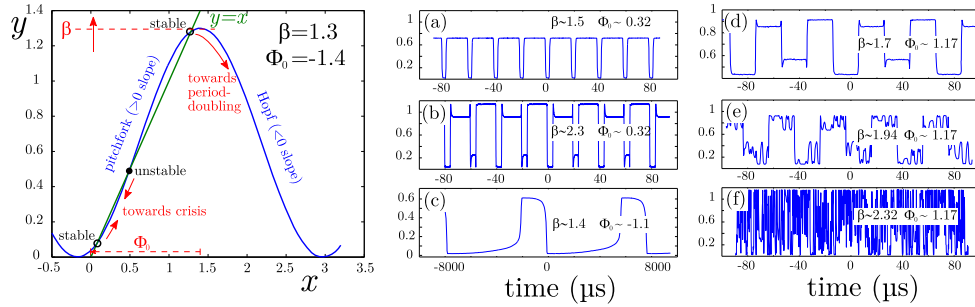 y
1.4
1.2
1
0.8
0.6
0.4
0.2
0
-0.5
0
0.5
1
1.5
2
2.5
3
3.5
x
β
stable
y=x
β=1.3
Φ₀=-1.4
towards
period-
doubling
pitchfork (>0 slope)
Hopf (<0 slope)
unstable
towards crisis
stable
Φ₀
(a) β~1.5 Φ₀~ 0.32
1
0.6
0.2
-80
-40
0
40
80
(b) β~2.3 Φ₀~ 0.32
1
0.6
0.2
-80
-40
0
40
80
(c) β~1.4 Φ₀~ -1.1
0.6
0.2
-8000
0
8000
time (µs)
(d) β~1.7 Φ₀~ 1.17
0.8
0.6
0.4
-80
-40
0
40
80
(e) β~1.94 Φ₀~ 1.17
1
0.6
0.2
-80
-40
0
40
80
(f) β~2.32 Φ₀~ 1.17
1
0.6
0.2
-80
-40
0
40
80
time (µs)